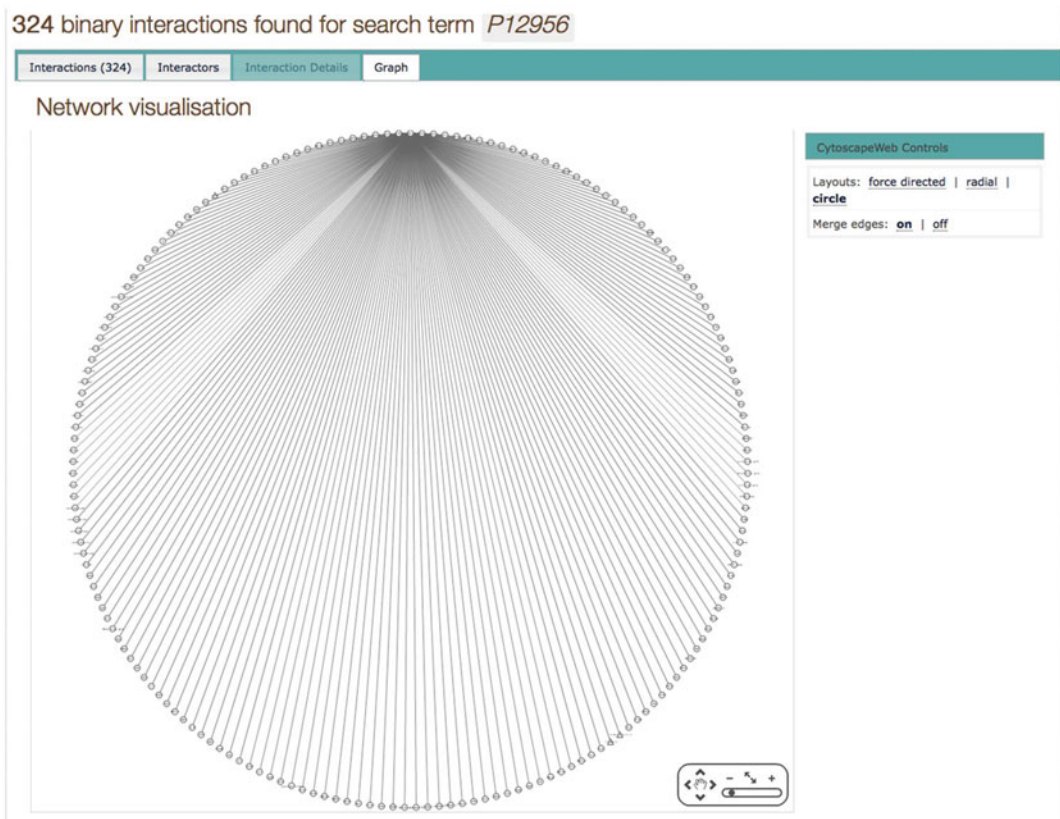 324 binary interactions found for search term P12956
Interactions (324) Interactors Interaction Details Graph
Network visualisation
CytoscapeWeb Controls
Layouts: force directed | radial |
circle
Merge edges: on | off